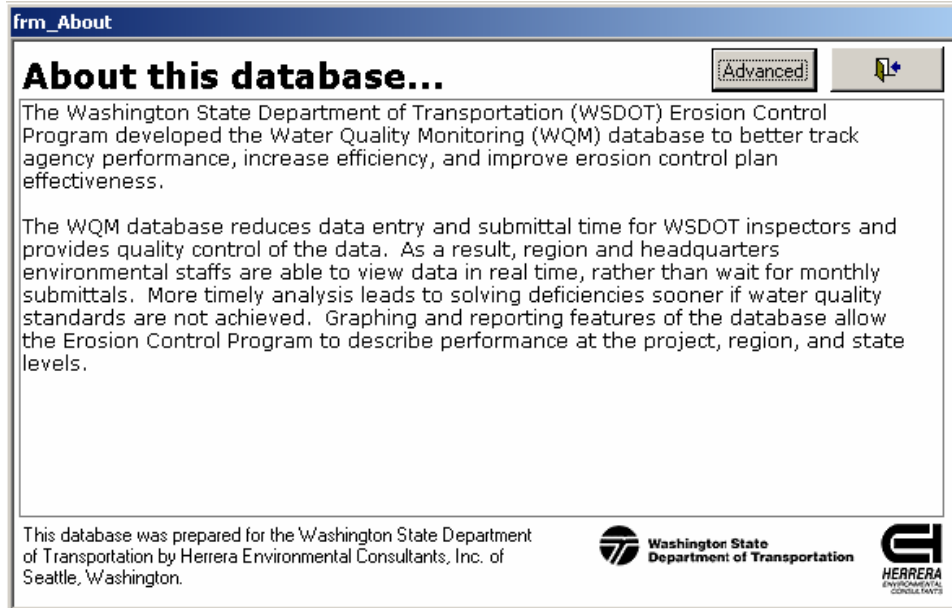 frm_About
About this database...
Advanced
The Washington State Department of Transportation (WSDOT) Erosion Control
Program developed the Water Quality Monitoring (WQM) database to better track
agency performance, increase efficiency, and improve erosion control plan
effectiveness.
The WQM database reduces data entry and submittal time for WSDOT inspectors and
provides quality control of the data.  As a result, region and headquarters
environmental staffs are able to view data in real time, rather than wait for monthly
submittals.  More timely analysis leads to solving deficiencies sooner if water quality
standards are not achieved.  Graphing and reporting features of the database allow
the Erosion Control Program to describe performance at the project, region, and state
levels.
This database was prepared for the Washington State Department
of Transportation by Herrera Environmental Consultants, Inc. of
Seattle, Washington.
Washington State
Department of Transportation
HERRERA
ENVIRONMENTAL
CONSULTANTS